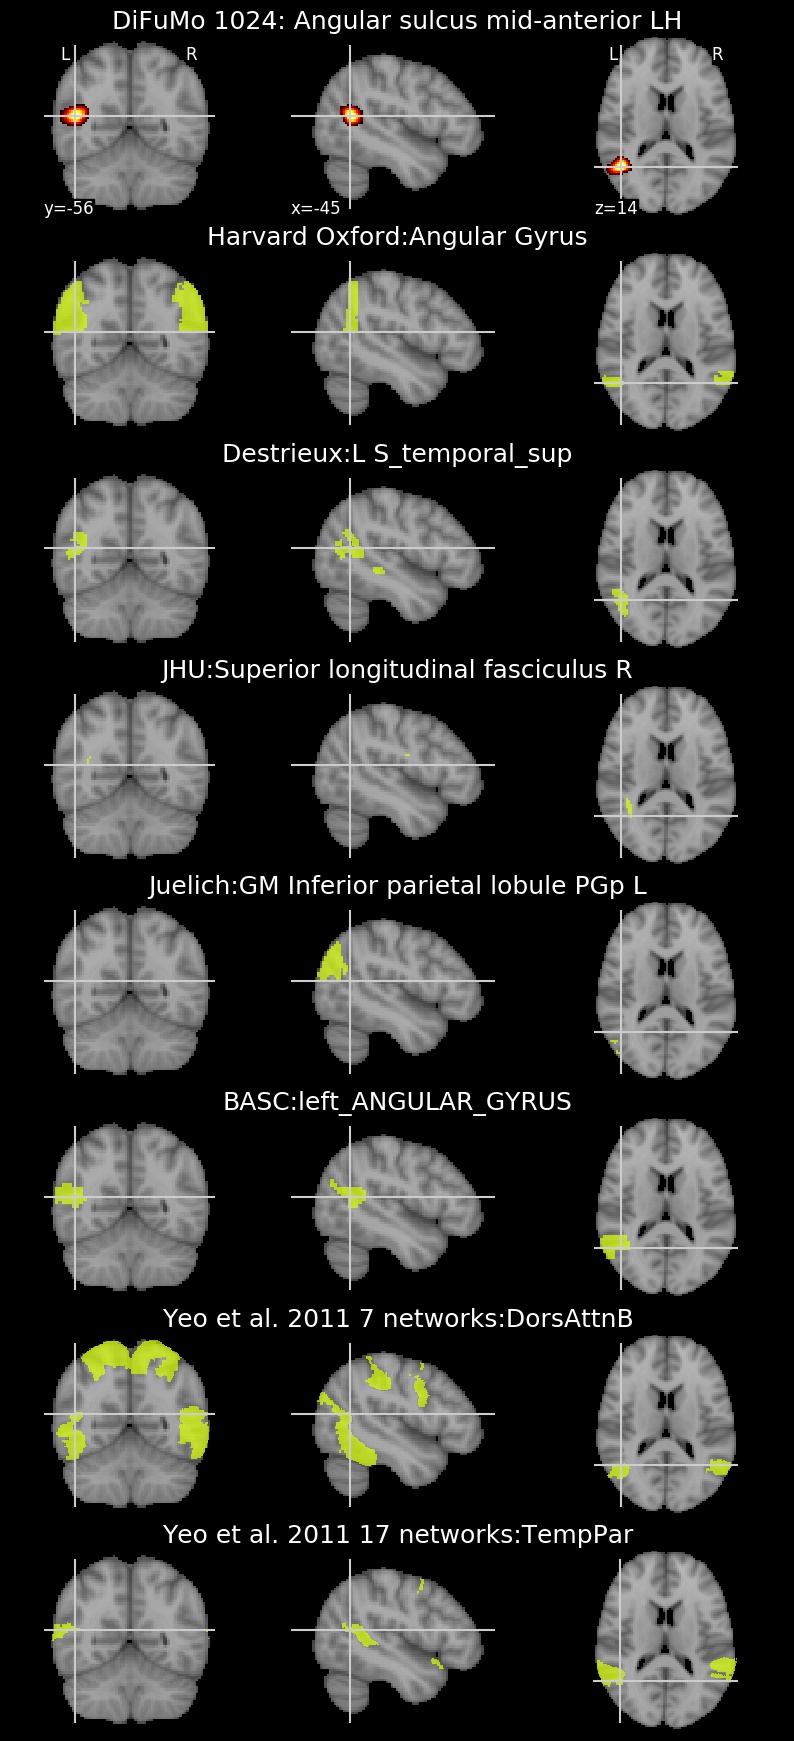 DiFuMo 1024: Angular sulcus mid-anterior LH
L R L R
y=-56 x=-45 z=14
Harvard Oxford:Angular Gyrus
Destrieux:L S_temporal_sup
JHU:Superior longitudinal fasciculus R
Juelich:GM Inferior parietal lobule PGp L
BASC:left_ANGULAR_GYRUS
Yeo et al. 2011 7 networks:DorsAttnB
Yeo et al. 2011 17 networks:TempPar